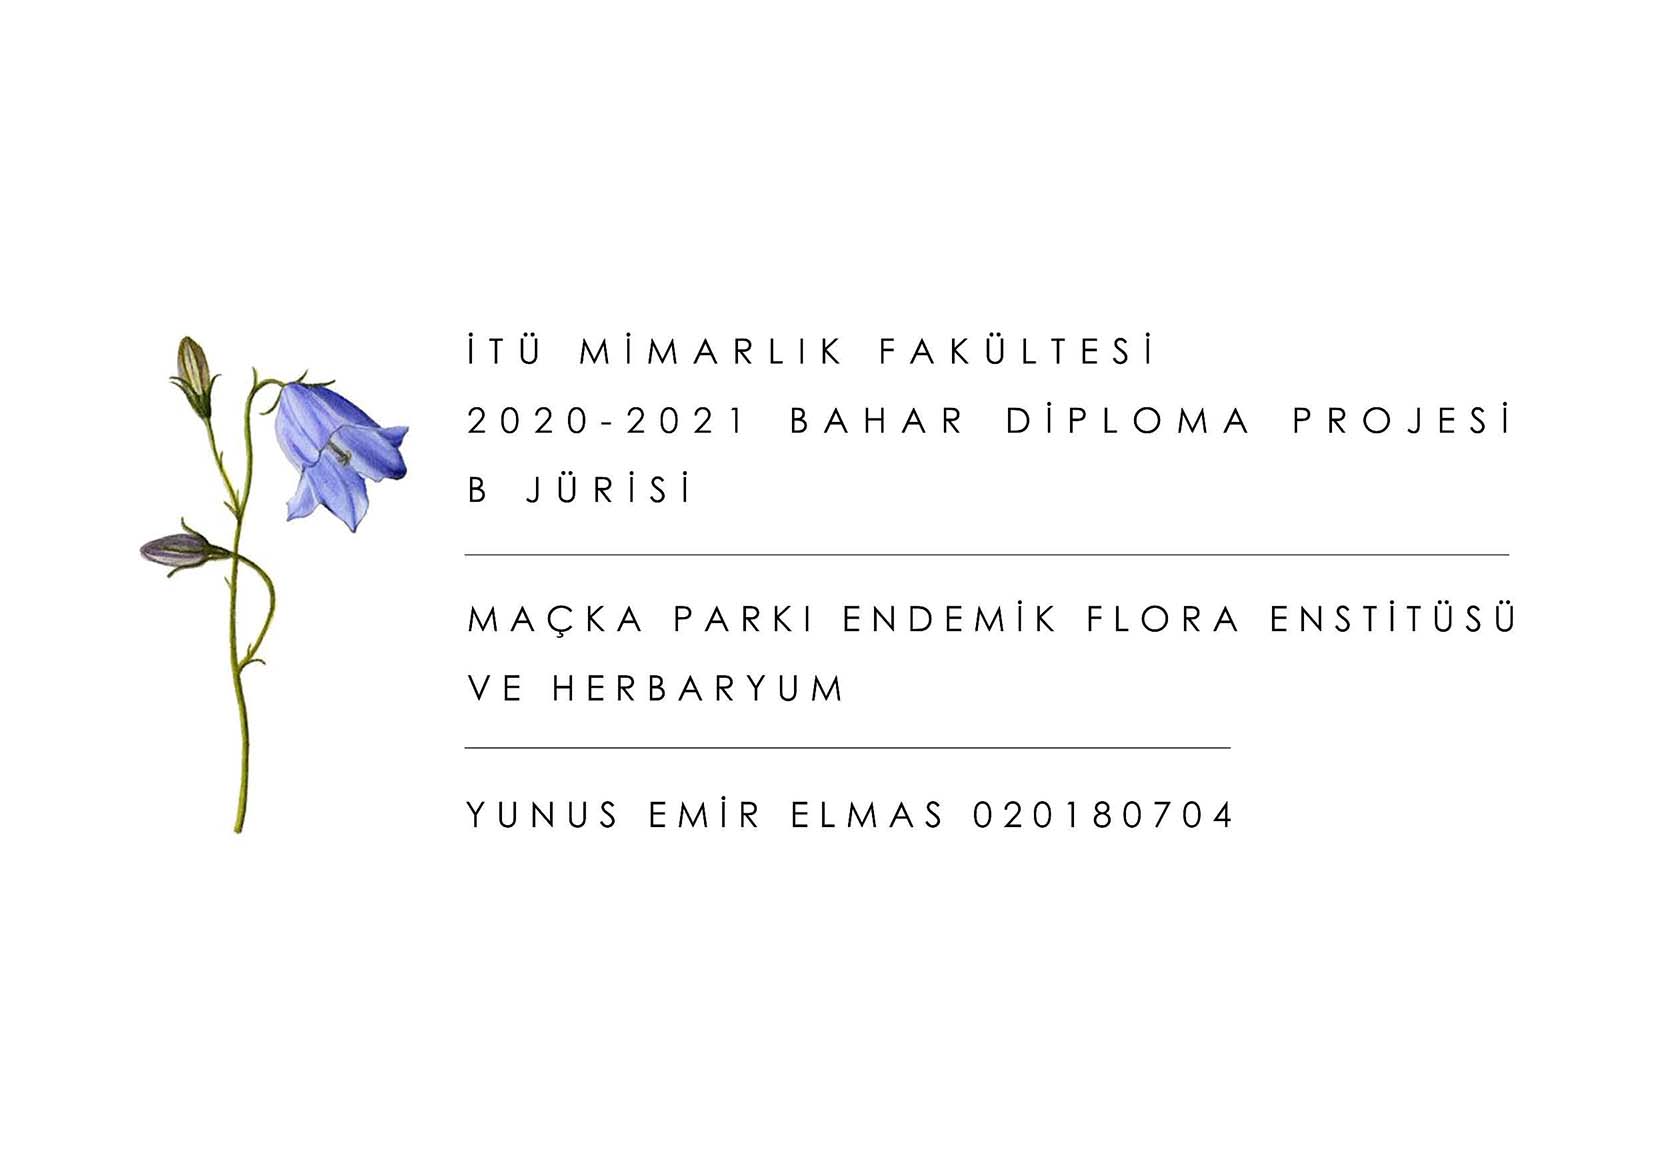 İTÜ MİMARLIK FAKÜLTESİ
2020-2021 BAHAR DİPLOMA PROJESİ
B JÜRİSİ
MAÇKA PARKI ENDEMİK FLORA ENSTİTÜSÜ
VE HERBARYUM
YUNUS EMİR ELMAS 020180704